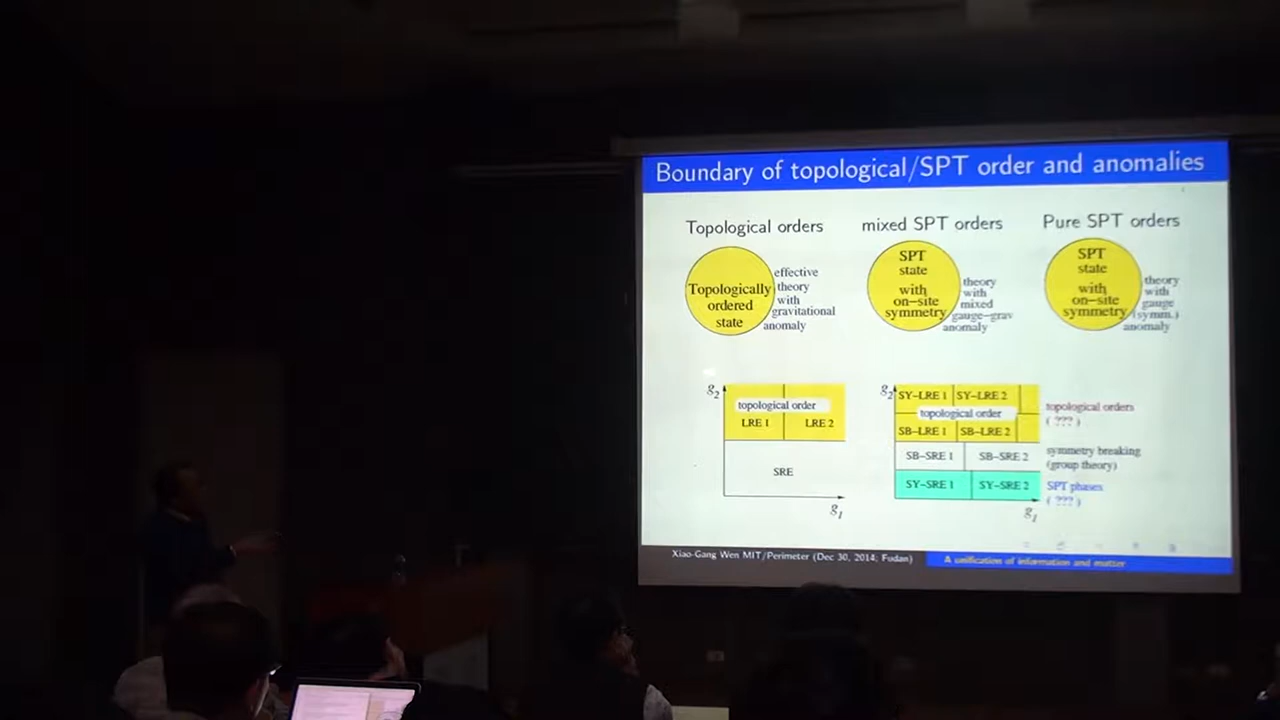 Boundary of topological/SPT order and anomalies
Topological orders
mixed SPT orders
Pure SPT orders
Topologically
ordered
state
effective
theory
with
gravitational
anomaly
SPT
state
with
on-site
symmetry
theory
with
mixed
gauge-grav
anomaly
SPT
state
with
on-site
symmetry
theory
with
gauge
(symm.)
anomaly
g2
topological order
LRE 1
LRE 2
SRE
g1
g2
SY-LRE 1
SY-LRE 2
topological order
SB-LRE 1
SB-LRE 2
SB-SRE 1
SB-SRE 2
SY-SRE 1
SY-SRE 2
g1
topological orders
( ??? )
symmetry breaking
(group theory)
SPT phases
( ??? )
Xiao-Gang Wen MIT/Perimeter (Dec 30, 2014; Fudan)
A unification of information and matter